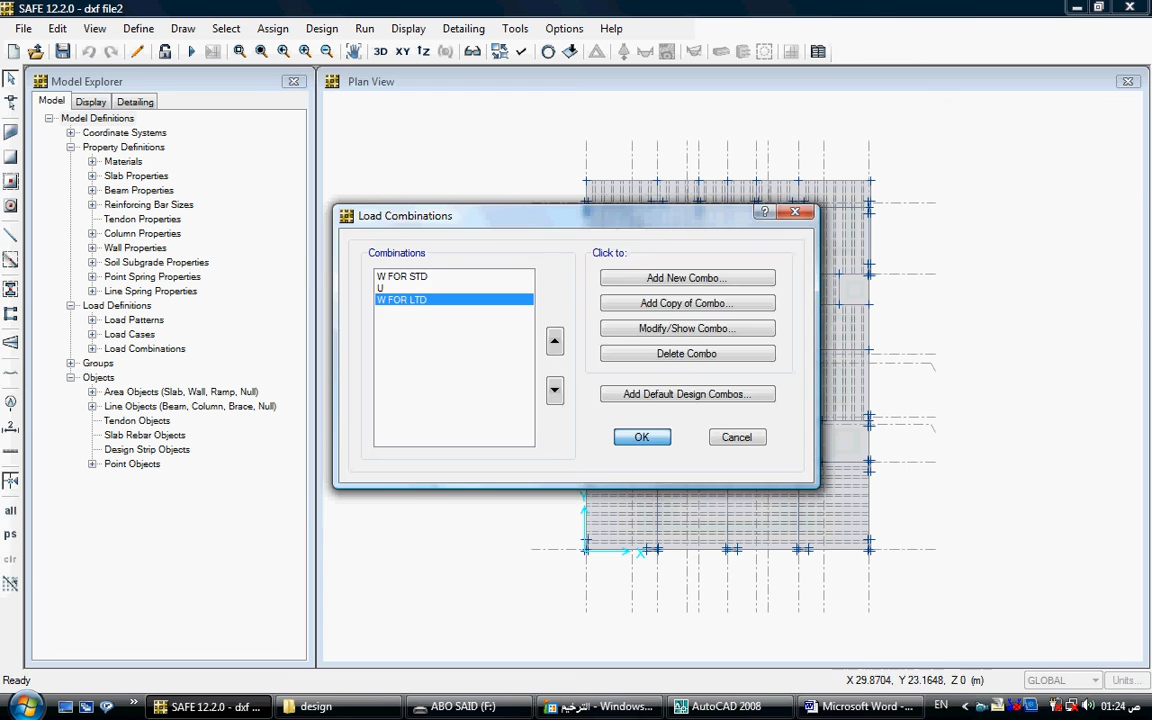 SAFE 12.2.0 - dxf file2
File Edit View Define Draw Select Assign Design Run Display Detailing Tools Options Help
3D XY
Model Explorer
Plan View
Model Display Detailing
Model Definitions
Coordinate Systems
Property Definitions
Materials
Slab Properties
Beam Properties
Reinforcing Bar Sizes
Tendon Properties
Column Properties
Wall Properties
Soil Subgrade Properties
Point Spring Properties
Line Spring Properties
Load Definitions
Load Patterns
Load Cases
Load Combinations
Groups
Objects
Area Objects (Slab, Wall, Ramp, Null)
Line Objects (Beam, Column, Brace, Null)
Tendon Objects
Slab Rebar Objects
Design Strip Objects
Point Objects
all
ps
clr
Load Combinations
?
Combinations
W FOR STD
U
W FOR LTD
Click to:
Add New Combo...
Add Copy of Combo...
Modify/Show Combo...
Delete Combo
Add Default Design Combos...
OK
Cancel
X
Ready
X 29.8704, Y 23.1648, Z 0 (m)
GLOBAL
Units...
SAFE 12.2.0 - dxf ...
design
ABO SAID (F:)
الترخيم - Windows...
AutoCAD 2008
Microsoft Word - ...
EN
01:24 ص